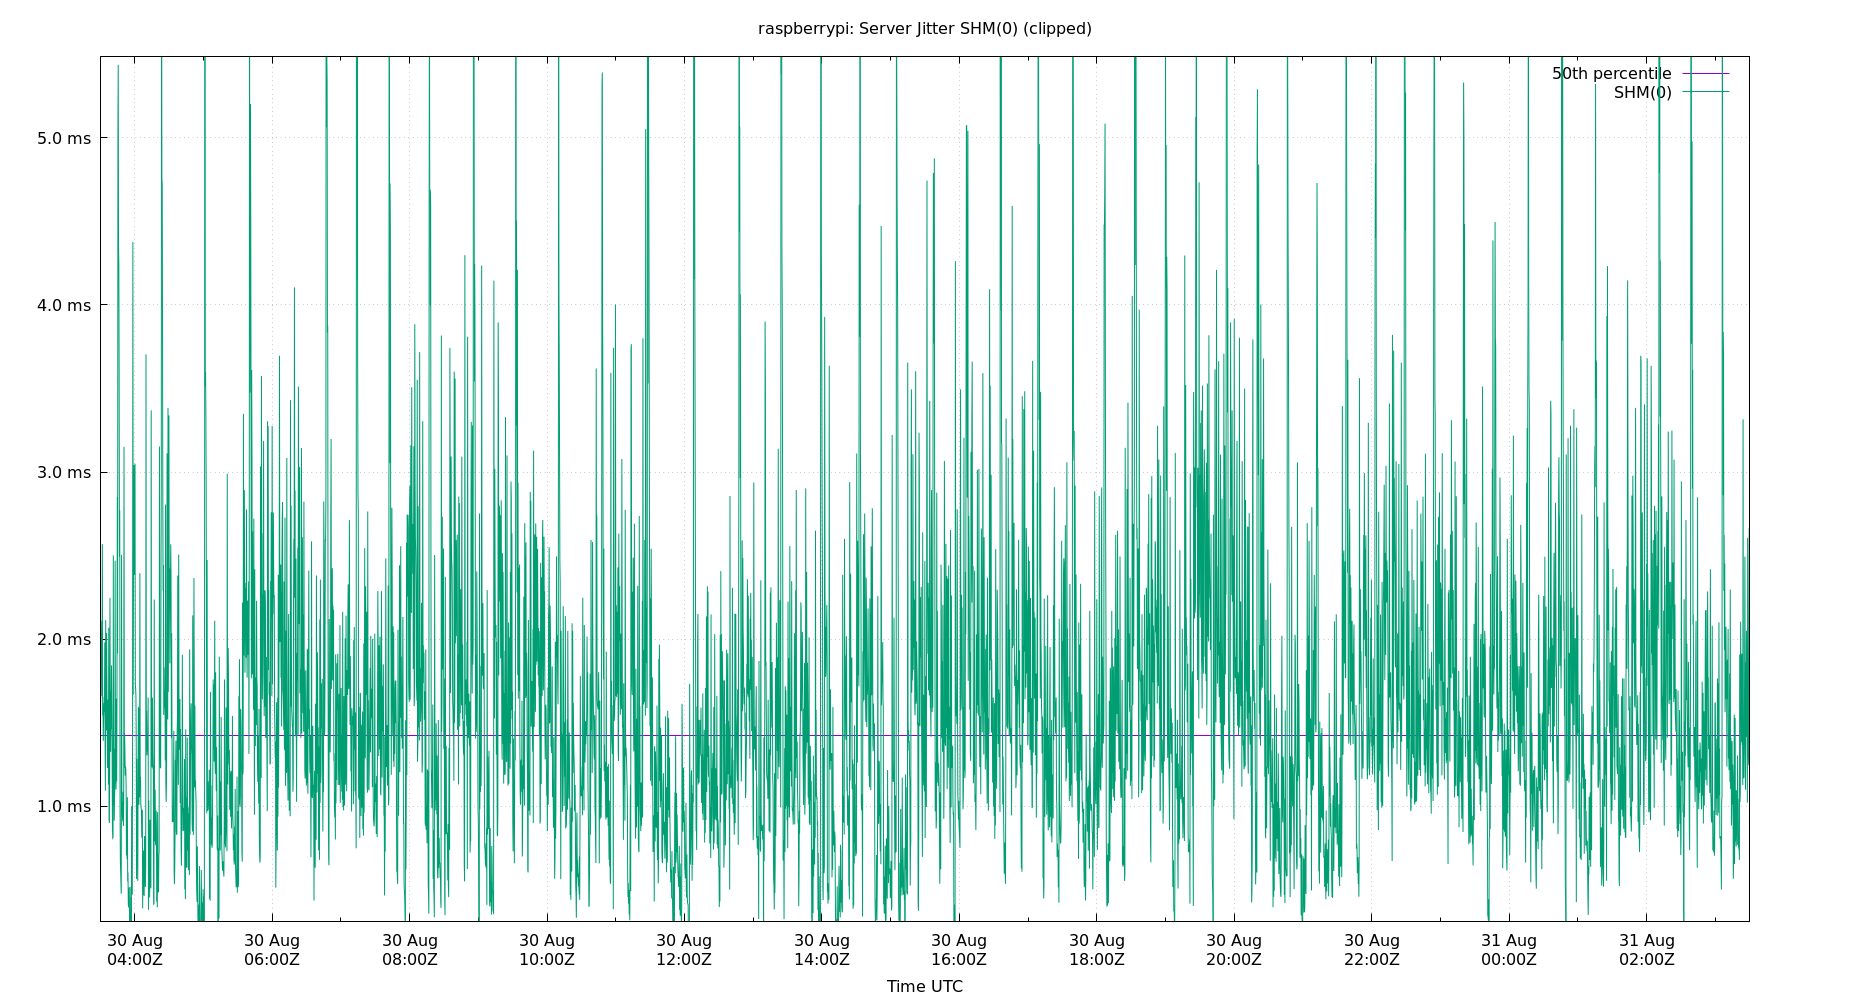 raspberrypi: Server Jitter SHM(0) (clipped)
50th percentile
SHM(0)
5.0 ms
4.0 ms
3.0 ms
2.0 ms
1.0 ms
30 Aug 30 Aug 30 Aug 30 Aug 30 Aug 30 Aug 30 Aug 30 Aug 30 Aug 30 Aug 31 Aug 31 Aug
04:00Z 06:00Z 08:00Z 10:00Z 12:00Z 14:00Z 16:00Z 18:00Z 20:00Z 22:00Z 00:00Z 02:00Z
Time UTC